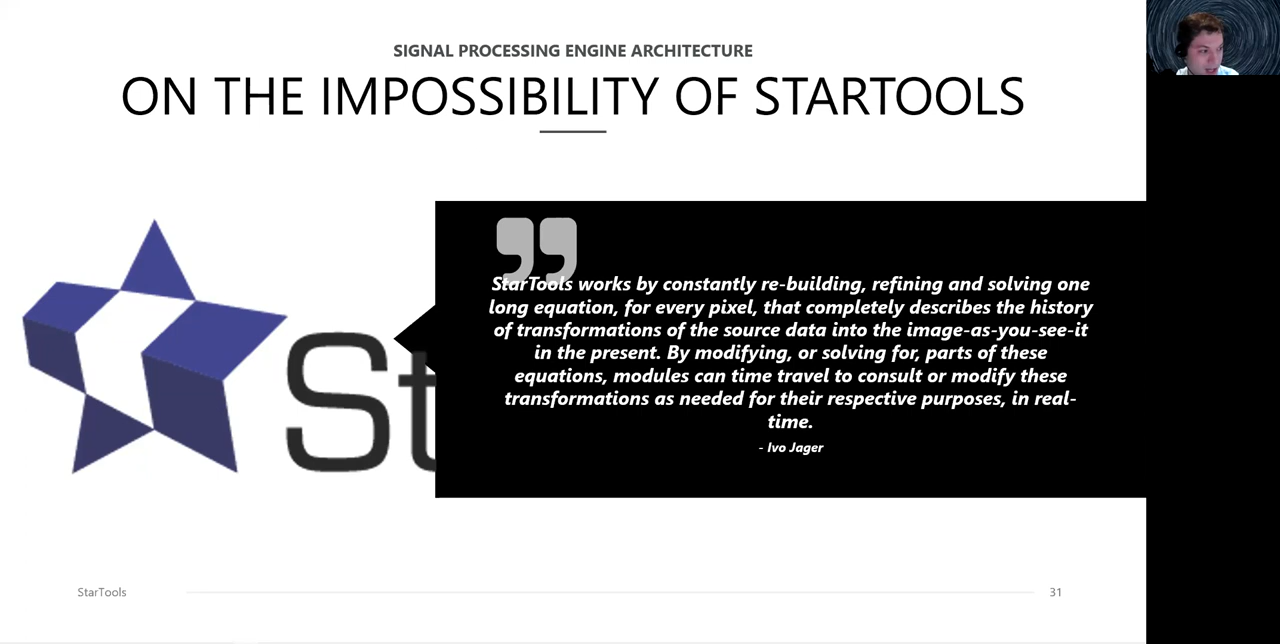 SIGNAL PROCESSING ENGINE ARCHITECTURE
ON THE IMPOSSIBILITY OF STARTOOLS
St
StarTools works by constantly re-building, refining and solving one
long equation, for every pixel, that completely describes the history
of transformations of the source data into the image-as-you-see-it
in the present. By modifying, or solving for, parts of these
equations, modules can time travel to consult or modify these
transformations as needed for their respective purposes, in real-
time.
- Ivo Jager
StarTools
31